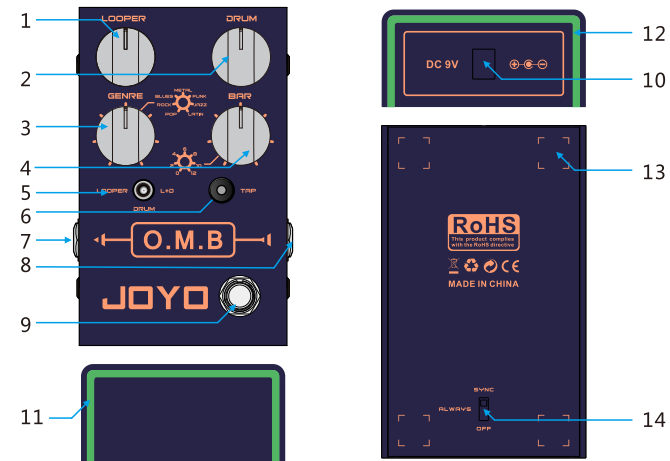 1
LOOPER
DRUM
2
GENRE
BAR
METAL
BLUES
FUNK
ROCK
JAZZ
POP
LATIN
3
4
5
LOOPER
L+D
DRUM
6
TAP
7
O.M.B
8
JOYO
9
11
12
DC 9V
10
13
RoHS
This product complies
with the RoHS directive
CE
MADE IN CHINA
SYNC
ALWAYS
OFF
14